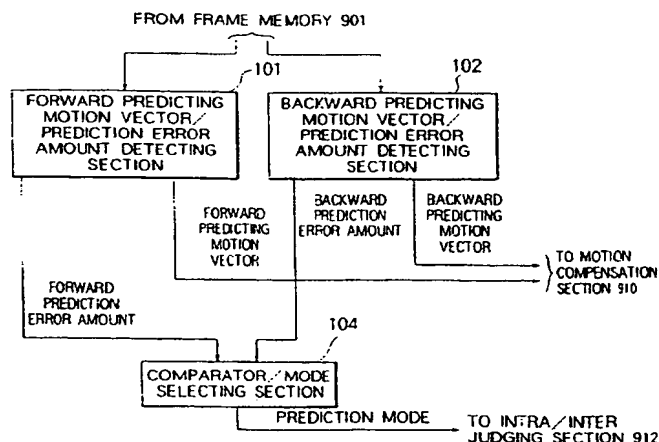 FROM FRAME MEMORY 901
101
102
FORWARD PREDICTING
MOTION VECTOR/
PREDICTION ERROR
AMOUNT DETECTING
SECTION
BACKWARD PREDICTING
MOTION VECTOR/
PREDICTION ERROR
AMOUNT DETECTING
SECTION
FORWARD
PREDICTING
MOTION
VECTOR
BACKWARD
PREDICTION
ERROR AMOUNT
BACKWARD
PREDICTING
MOTION
VECTOR
TO MOTION
COMPENSATION
SECTION 910
FORWARD
PREDICTION
ERROR AMOUNT
104
COMPARATOR/MODE
SELECTING SECTION
PREDICTION MODE
TO INTRA/INTER
JUDGING SECTION 912